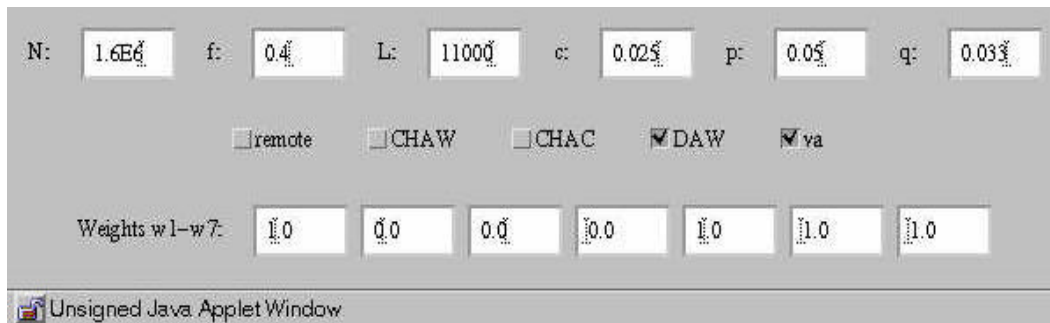 N: 1.6E6 f: 0.4 L: 11000 c: 0.025 p: 0.05 q: 0.033
remote CHAW CHAC DAW va
Weights w1-w7: 1.0 0.0 0.0 0.0 1.0 1.0 1.0
Unsigned Java Applet Window